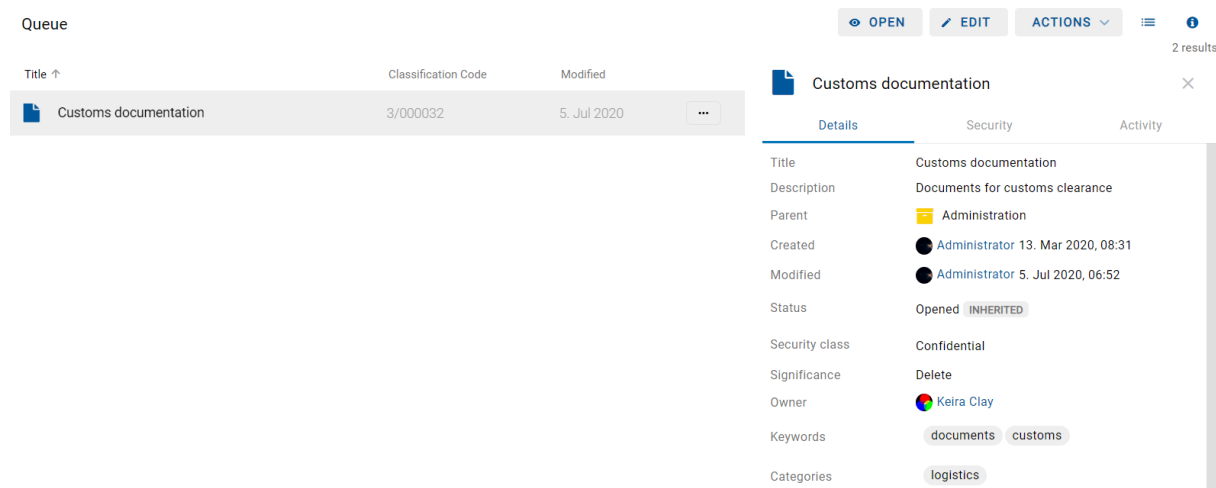 Queue
OPEN
EDIT
ACTIONS
2 results
Title
Classification Code
Modified
Customs documentation
3/000032
5. Jul 2020
Customs documentation
Details
Security
Activity
Title Customs documentation
Description Documents for customs clearance
Parent Administration
Created Administrator 13. Mar 2020, 08:31
Modified Administrator 5. Jul 2020, 06:52
Status Opened INHERITED
Security class Confidential
Significance Delete
Owner Keira Clay
Keywords documents customs
Categories logistics